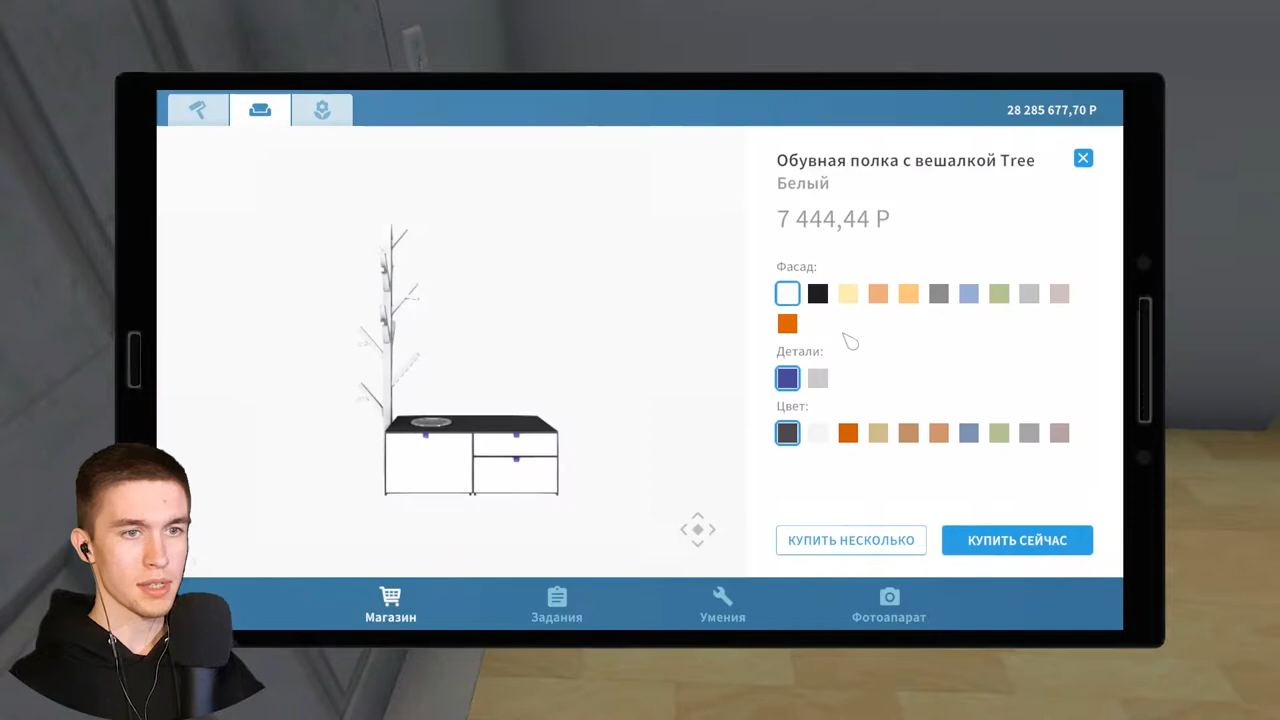 28 285 677,70 Р
Обувная полка с вешалкой Tree
Белый
7 444,44 Р
Фасад:
Детали:
Цвет:
КУПИТЬ НЕСКОЛЬКО
КУПИТЬ СЕЙЧАС
Магазин
Задания
Умения
Фотоаппарат